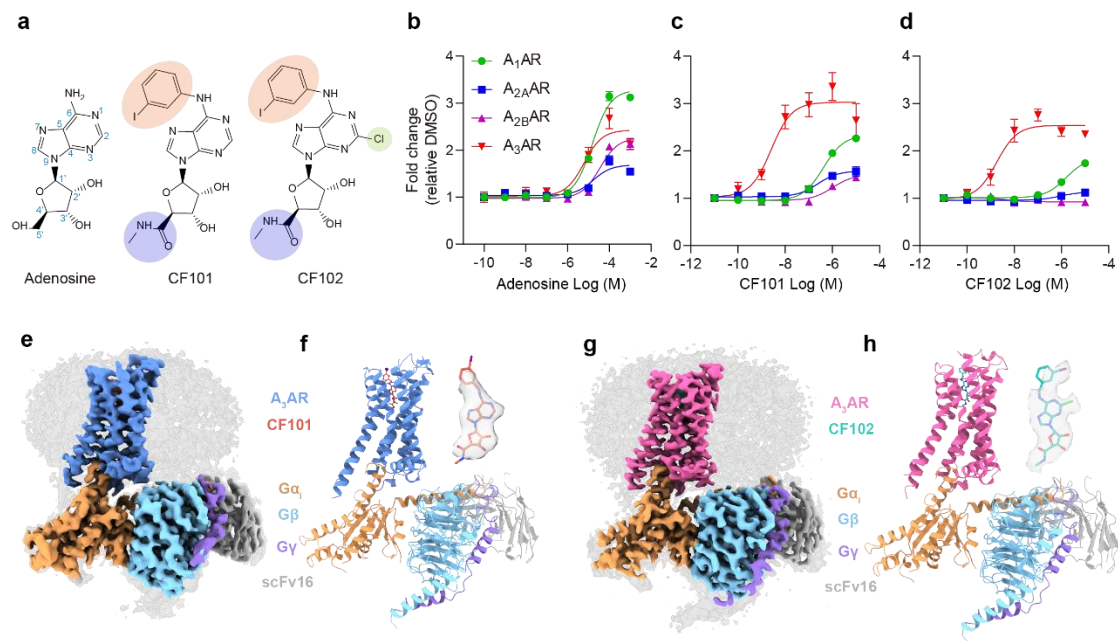 a
NH₂
6
N1
5
N7
2
8
4
N3
9
N
1'
O
OH
2'
4'
3'
OH
5'
OH
Adenosine
I
NH
N
N
N
N
O
OH
NH
OH
O
CF101
I
NH
N
N
Cl
N
N
O
OH
NH
OH
O
CF102
b
4
3
2
1
0
-10 -8 -6 -4 -2
Fold change
(relative DMSO)
Adenosine Log (M)
A₁AR
A₂ₐAR
A₂ʙAR
A₃AR
c
4
3
2
1
0
-12 -10 -8 -6 -4
CF101 Log (M)
d
4
3
2
1
0
-12 -10 -8 -6 -4
CF102 Log (M)
e
A₃AR
CF101
Gαᵢ
Gβ
Gγ
scFv16
f
g
A₃AR
CF102
Gαᵢ
Gβ
Gγ
scFv16
h